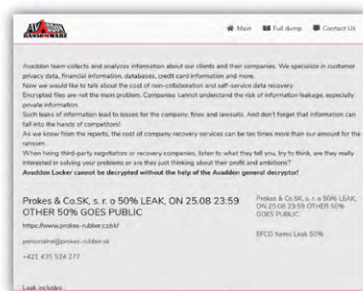 AVADDON
RANSOMWARE
Main
Full dump
Contact Us
Avaddon team collects and analyzes information about our clients and their companies. We specialize in customer
privacy data, financial information, databases, credit card information and more.
Now we would like to talk about the cost of non-collaboration and self-service data recovery.
Encrypted files are not the main problem. Companies cannot understand the risk of information leakage, especially
private information.
Such leaks of information lead to losses for the company, fines and lawsuits. And don't forget that information can
fall into the hands of competitors!
As we know from the reports, the cost of company recovery services can be ten times more than our amount for the
ransom.
When hiring third-party negotiators or recovery companies, listen to what they tell you, try to think, are they really
interested in solving your problems or are they just thinking about their profit and ambitions?
Avaddon Locker cannot be decrypted without the help of the Avaddon general decryptor!
Prokes & Co.SK, s. r. o 50% LEAK, ON 25.08 23:59
OTHER 50% GOES PUBLIC
https://www.prokes-rubber.cz/sk/
personalne@prokes-rubber.sk
+421 435 524 277
Leak includes :
Prokes & Co.SK, s. r. o 50% LEAK,
ON 25.08 23:59 OTHER 50%
GOES PUBLIC
EFCO forms Leak 50%